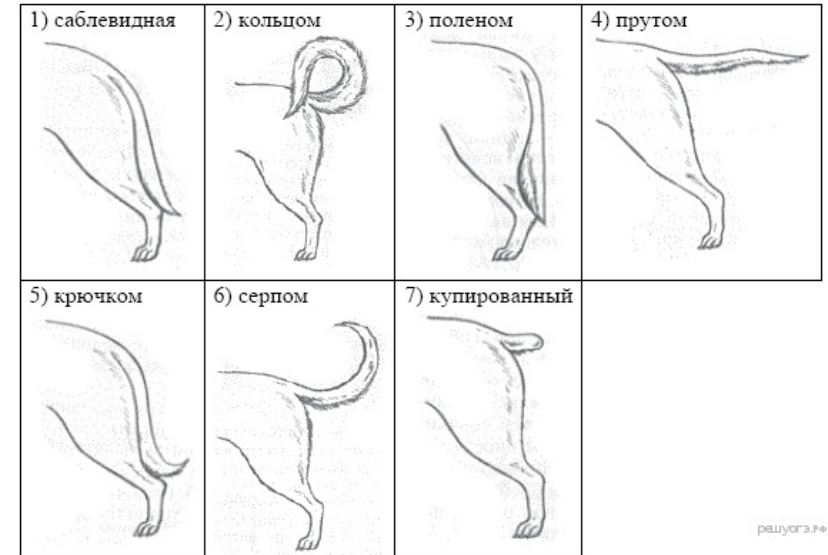 1) саблевидная
2) кольцом
3) поленом
4) прутом
5) крючком
6) серпом
7) купированный
решуогэ.рф